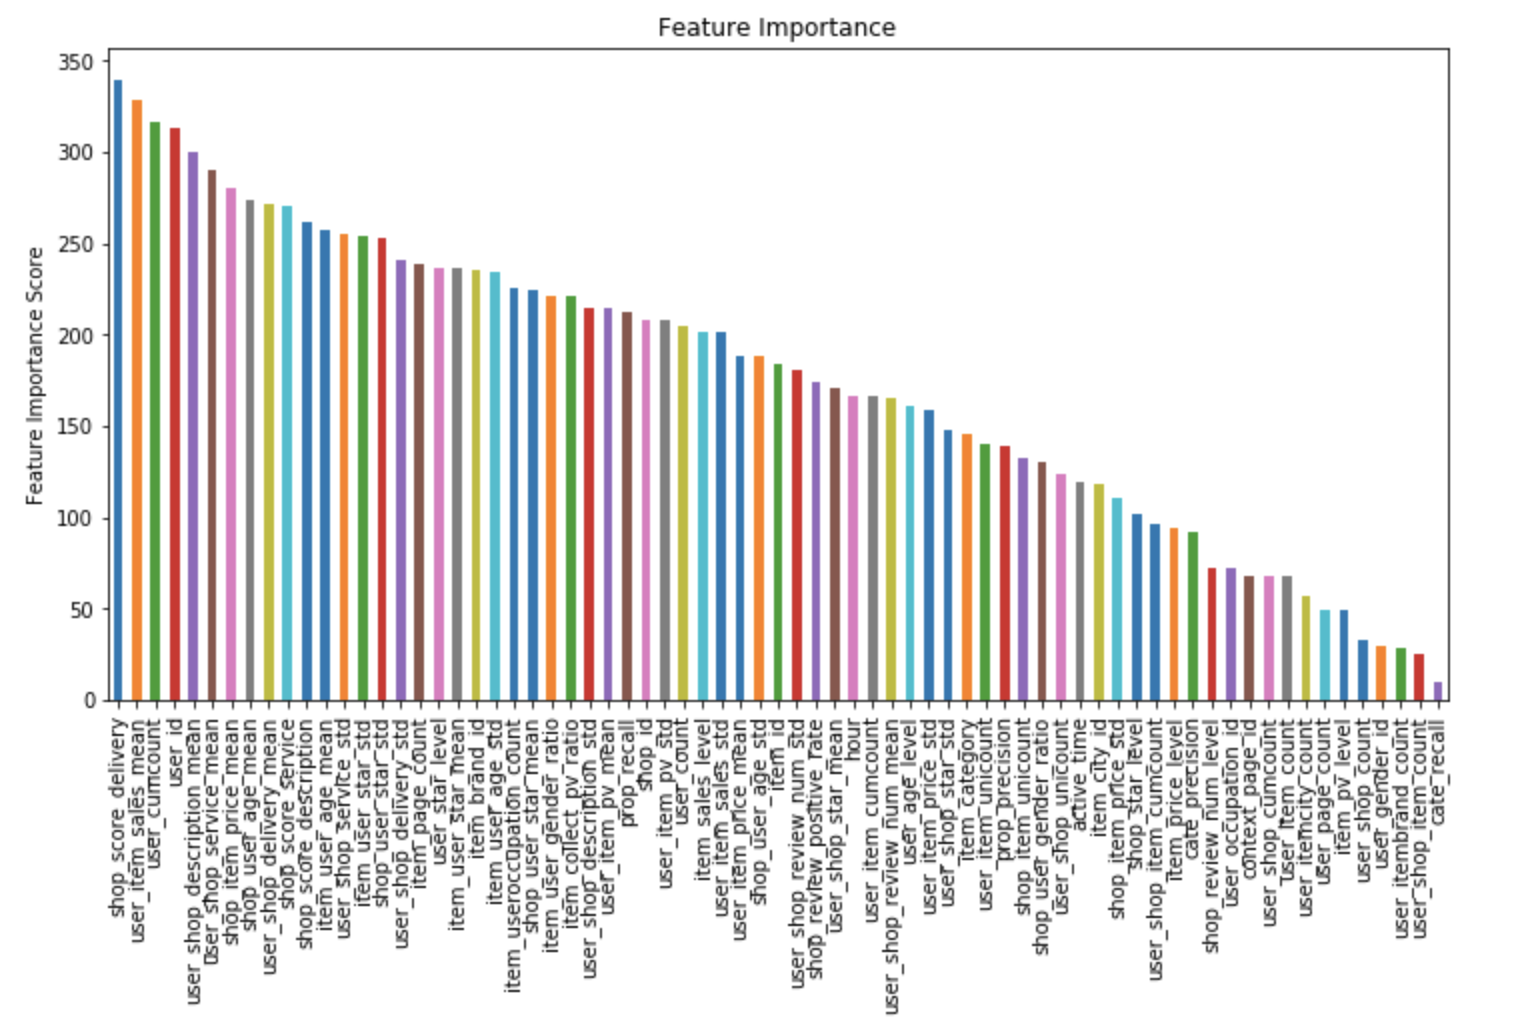 Feature Importance
Feature Importance Score
350
300
250
200
150
100
50
0
shop_score_delivery
user_item_sales_mean
user_cumcount
user_id
user_shop_description_mean
user_shop_service_mean
shop_item_price_mean
shop_user_age_mean
user_shop_delivery_mean
shop_score_service
shop_score_description
item_user_age_mean
user_shop_service_std
item_user_star_std
shop_user_star_std
user_shop_delivery_std
item_page_count
user_star_level
item_user_star_mean
item_brand_id
item_user_age_std
item_useroccupation_count
shop_user_star_mean
item_user_gender_ratio
item_collect_pv_ratio
user_shop_description_std
user_item_pv_mean
prop_recall
shop_id
user_item_pv_std
user_count
item_sales_level
user_item_sales_std
user_item_price_mean
shop_user_age_std
item_id
user_shop_review_num_std
shop_review_positive_rate
user_shop_star_mean
hour
user_item_cumcount
user_shop_review_num_mean
user_age_level
user_item_price_std
user_shop_star_std
item_category
user_item_unicount
prop_precision
shop_item_unicount
shop_user_gender_ratio
user_shop_unicount
active_time
item_city_id
shop_item_price_std
shop_star_level
user_shop_item_cumcount
item_price_level
cate_precision
shop_review_num_level
user_occupation_id
context_page_id
user_shop_cumcount
user_item_count
user_itemcity_count
user_page_count
item_pv_level
user_shop_count
user_gender_id
user_itembrand_count
user_shop_item_count
cate_recall